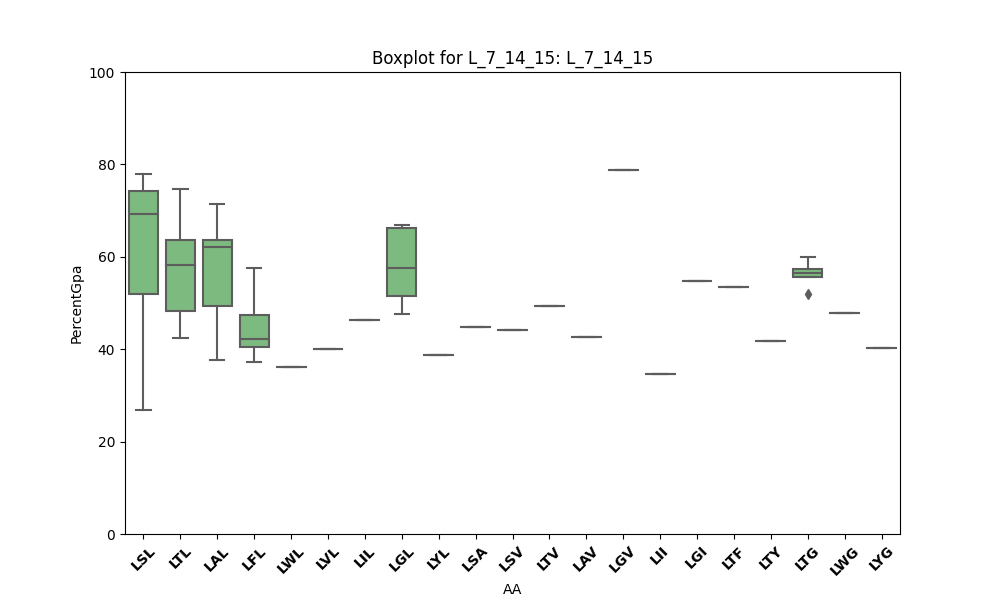 Boxplot for L_7_14_15: L_7_14_15
PercentGpa
100
80
60
40
20
0
LSL LTL LAL LFL LWL LVL LIL LGL LYL LSA LSV LTV LAV LGV LII LGI LTF LTY LTG LWG LYG
AA